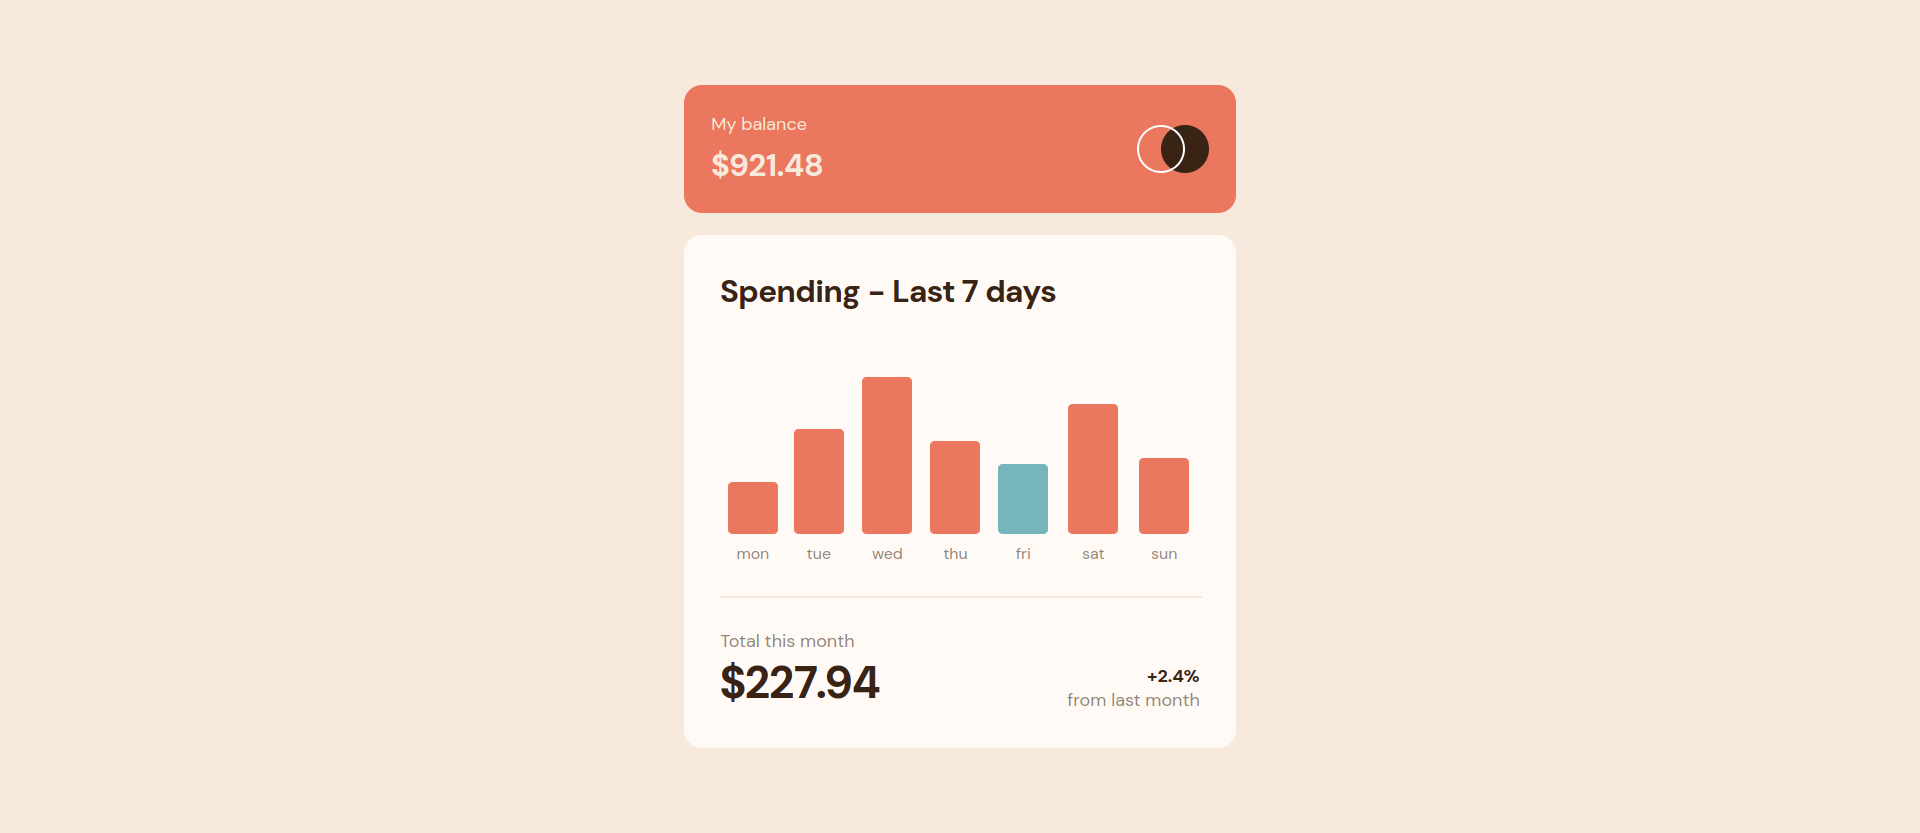 My balance
$921.48
Spending - Last 7 days
mon tue wed thu fri sat sun
Total this month
$227.94
+2.4%
from last month